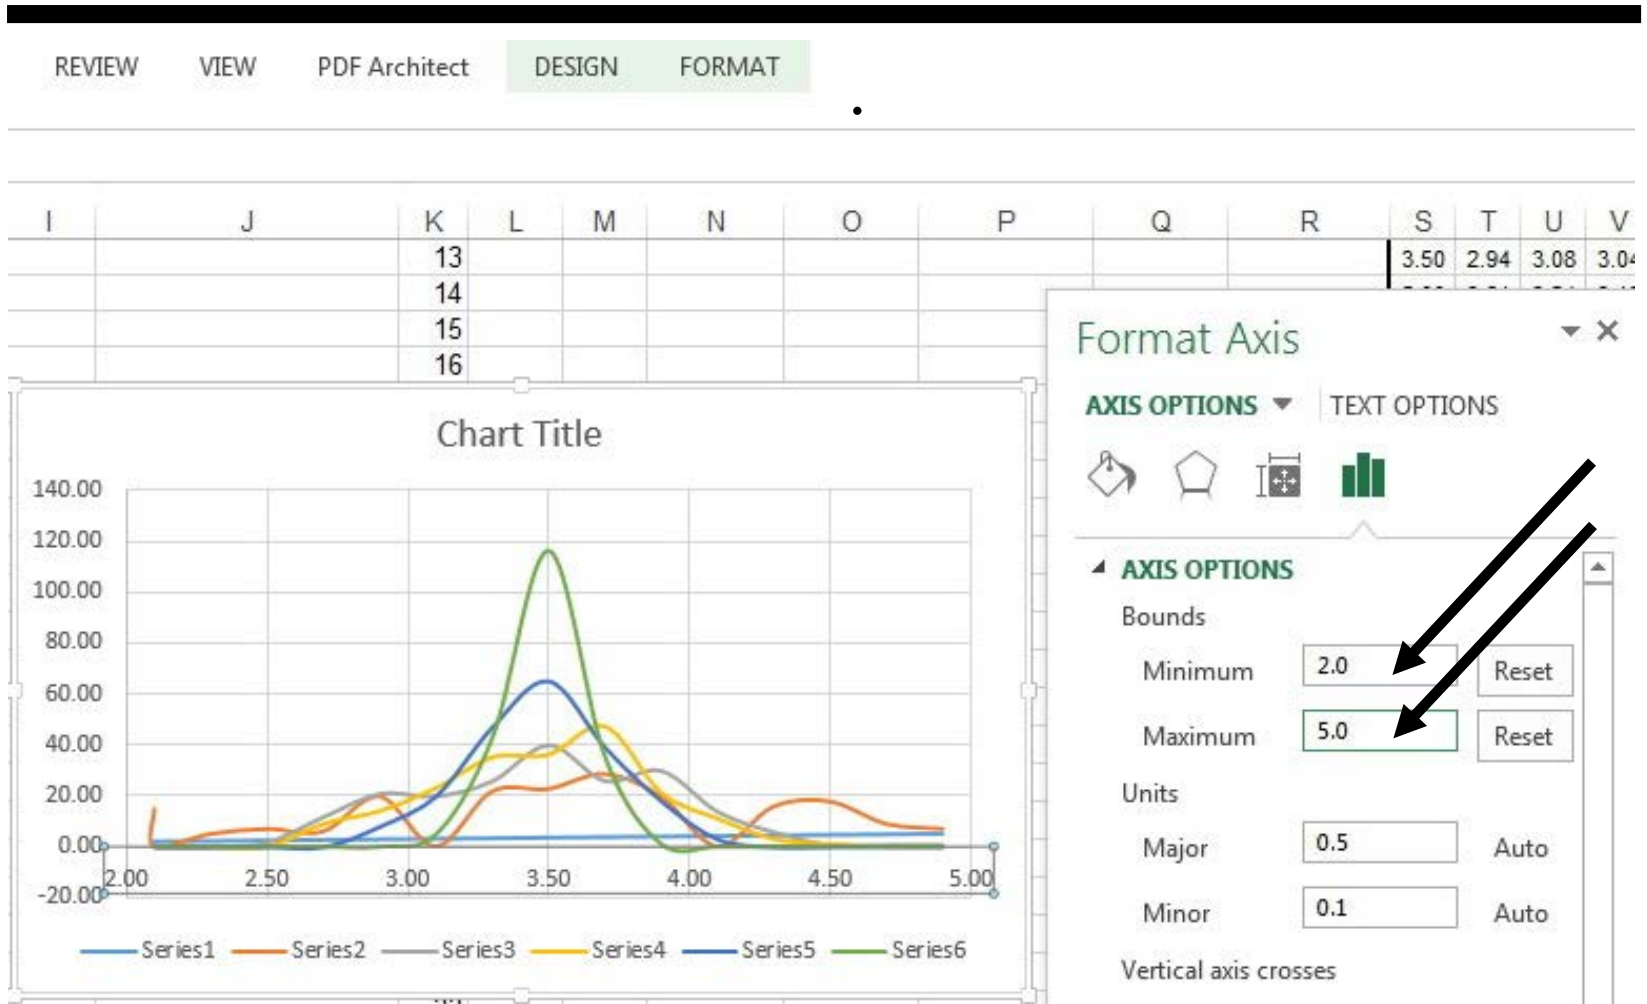 REVIEW VIEW PDF Architect DESIGN FORMAT
I J K L M N O P Q R S T U V
13 3.50 2.94 3.08 3.04
14
15
16
Format Axis
AXIS OPTIONS TEXT OPTIONS
Chart Title
140.00
120.00
100.00
80.00
60.00
40.00
20.00
0.00
-20.00
2.00 2.50 3.00 3.50 4.00 4.50 5.00
Series1 Series2 Series3 Series4 Series5 Series6
AXIS OPTIONS
Bounds
Minimum 2.0 Reset
Maximum 5.0 Reset
Units
Major 0.5 Auto
Minor 0.1 Auto
Vertical axis crosses